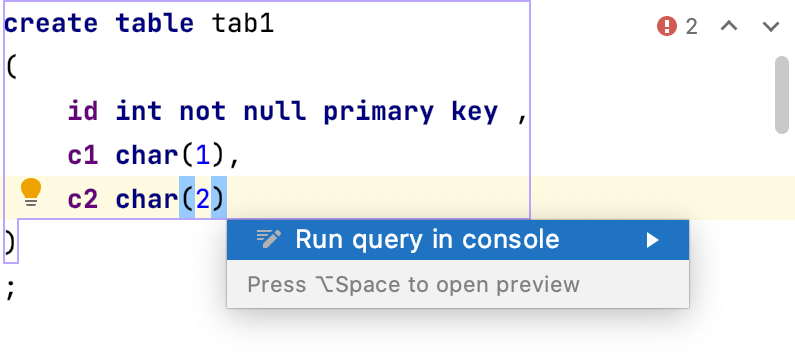 create table tab1
2
(
id int not null primary key ,
c1 char(1),
c2 char(2)
)
Run query in console
Press ⌥Space to open preview
;